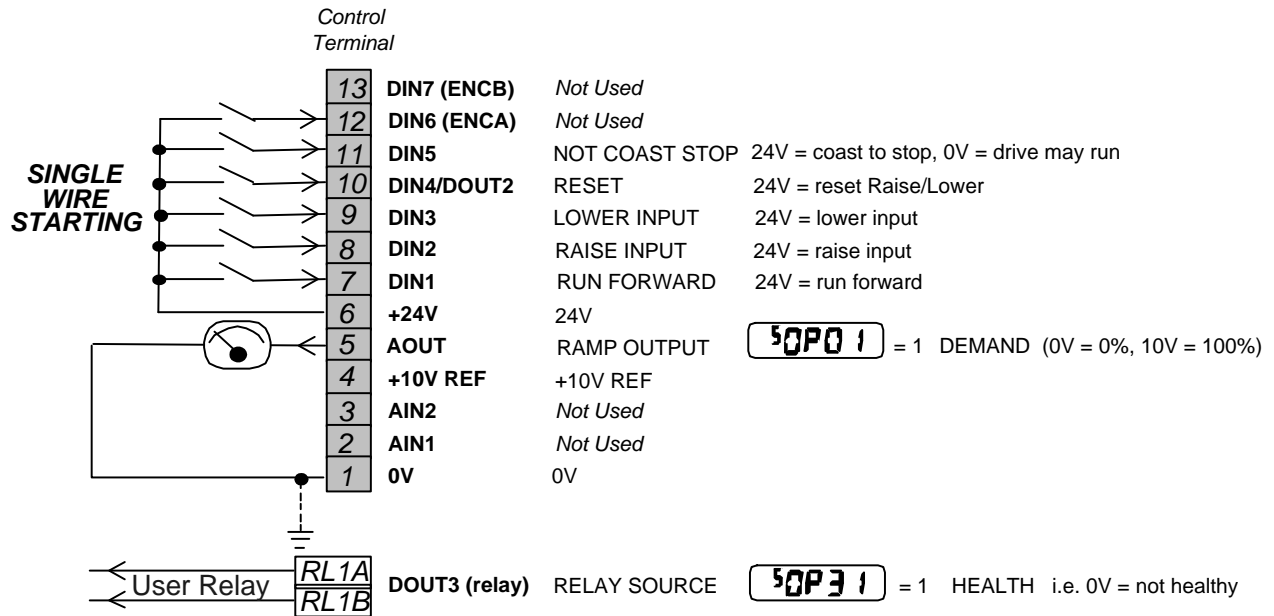 Control
Terminal
13 DIN7 (ENCB) Not Used
12 DIN6 (ENCA) Not Used
11 DIN5 NOT COAST STOP 24V = coast to stop, 0V = drive may run
10 DIN4/DOUT2 RESET 24V = reset Raise/Lower
9 DIN3 LOWER INPUT 24V = lower input
8 DIN2 RAISE INPUT 24V = raise input
7 DIN1 RUN FORWARD 24V = run forward
6 +24V 24V
5 AOUT RAMP OUTPUT SOP01 = 1 DEMAND (0V = 0%, 10V = 100%)
4 +10V REF +10V REF
3 AIN2 Not Used
2 AIN1 Not Used
1 0V 0V
SINGLE
WIRE
STARTING
User Relay
RL1A
RL1B
DOUT3 (relay) RELAY SOURCE SOP31 = 1 HEALTH i.e. 0V = not healthy